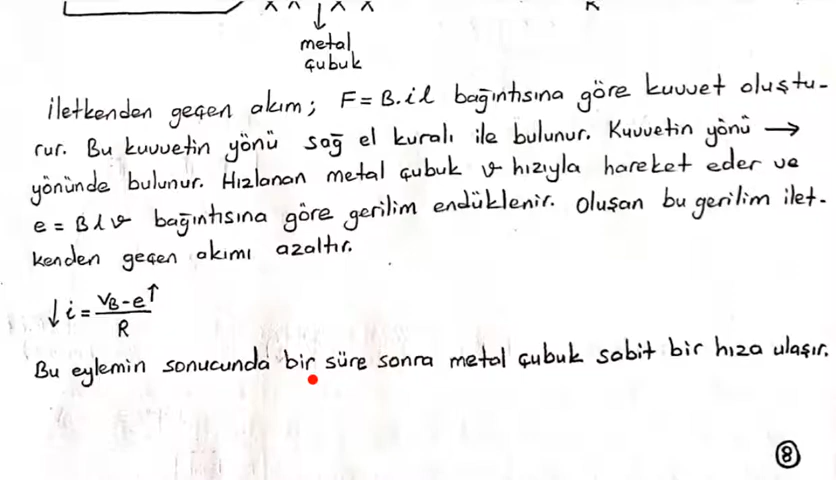 metal
çubuk
iletkenden geçen akım; F = B.il bağıntısına göre kuvvet oluştu-
rur. Bu kuvvetin yönü sağ el kuralı ile bulunur. Kuvvetin yönü →
yönünde bulunur. Hızlanan metal çubuk v hızıyla hareket eder ve
e = Blv bağıntısına göre gerilim endüklenir. Oluşan bu gerilim ilet-
kenden geçen akımı azaltır.
↓i = VB-e↑
R
Bu eylemin sonucunda bir süre sonra metal çubuk sabit bir hıza ulaşır.
8